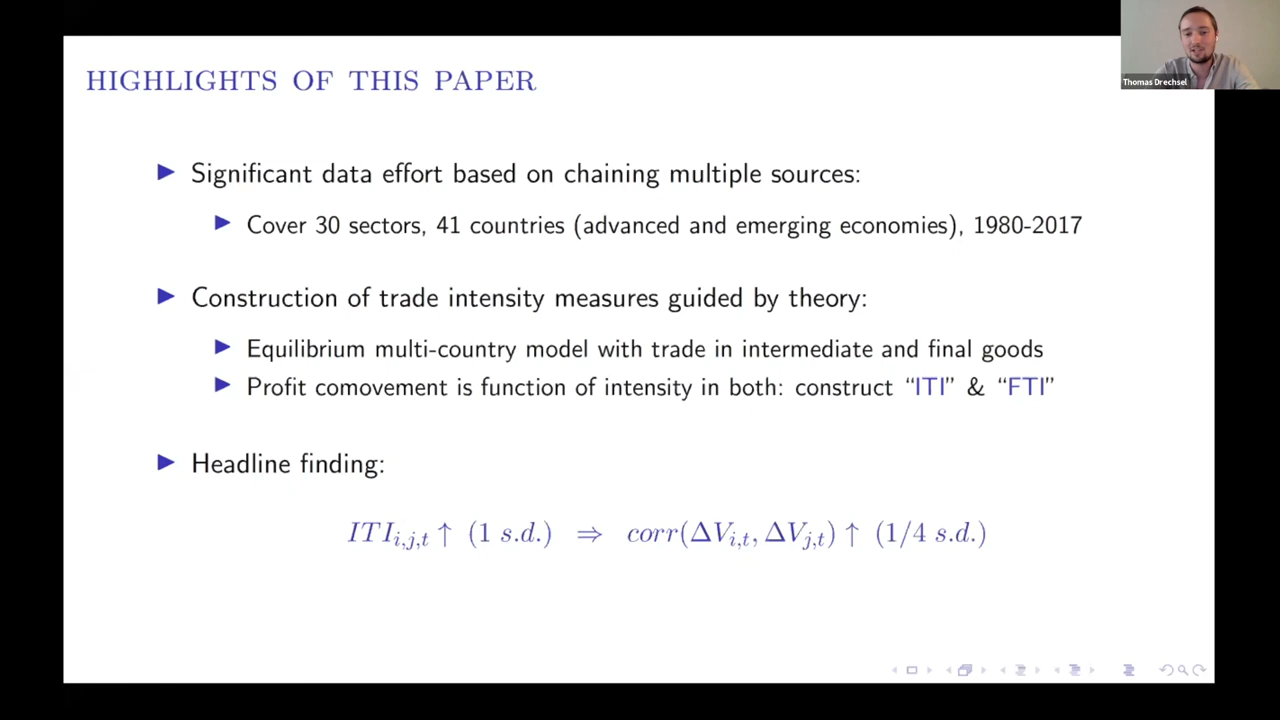 HIGHLIGHTS OF THIS PAPER
Thomas Drechsel
▶ Significant data effort based on chaining multiple sources:
▶ Cover 30 sectors, 41 countries (advanced and emerging economies), 1980-2017
▶ Construction of trade intensity measures guided by theory:
▶ Equilibrium multi-country model with trade in intermediate and final goods
▶ Profit comovement is function of intensity in both: construct “ITI” & “FTI”
▶ Headline finding:
ITI_{i,j,t} ↑ (1 s.d.) ⇒ corr(ΔV_{i,t}, ΔV_{j,t}) ↑ (1/4 s.d.)